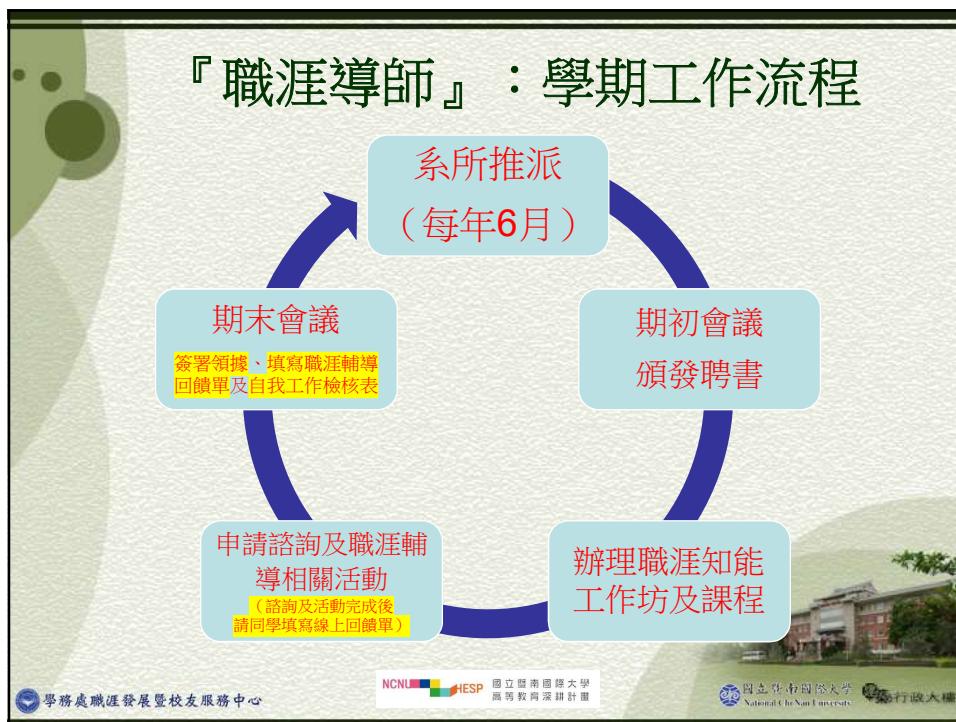 『職涯導師』：學期工作流程
系所推派
（每年6月）
期初會議
頒發聘書
辦理職涯知能
工作坊及課程
申請諮詢及職涯輔
導相關活動
（諮詢及活動完成後
請同學填寫線上回饋單）
期末會議
簽署領據、填寫職涯輔導
回饋單及自我工作檢核表
學務處職涯發展暨校友服務中心
NCNU HESP
國立暨南國際大學
高等教育深耕計畫
國立暨南國際大學
National Chi Nan University
行政大樓